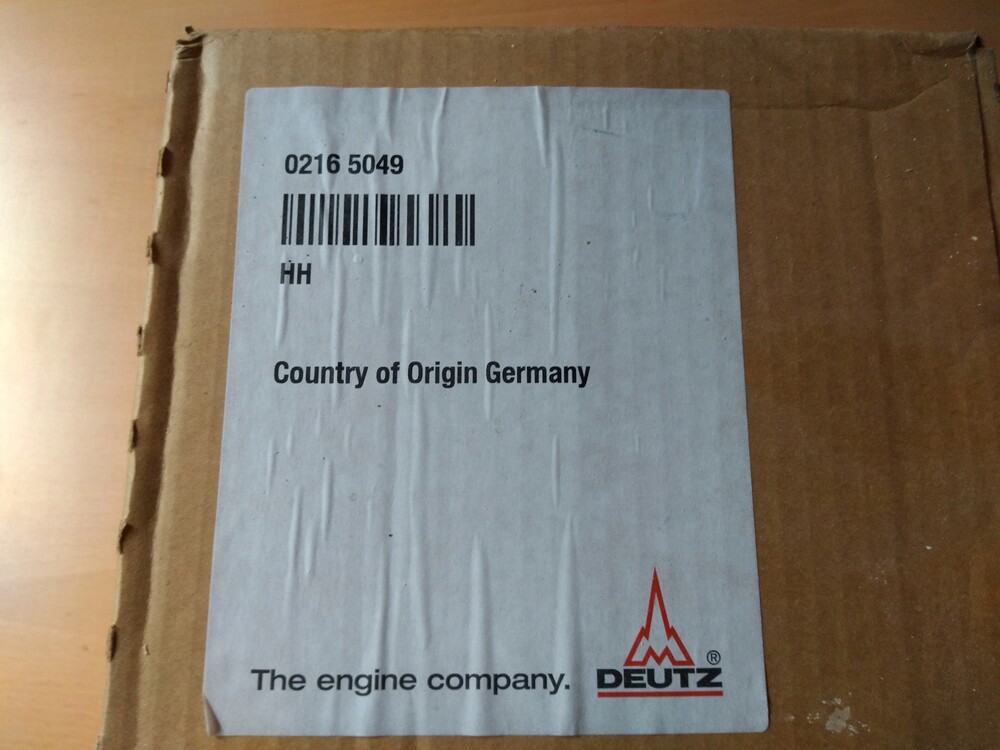 0216 5049
HH
Country of Origin Germany
The engine company.
DEUTZ ®